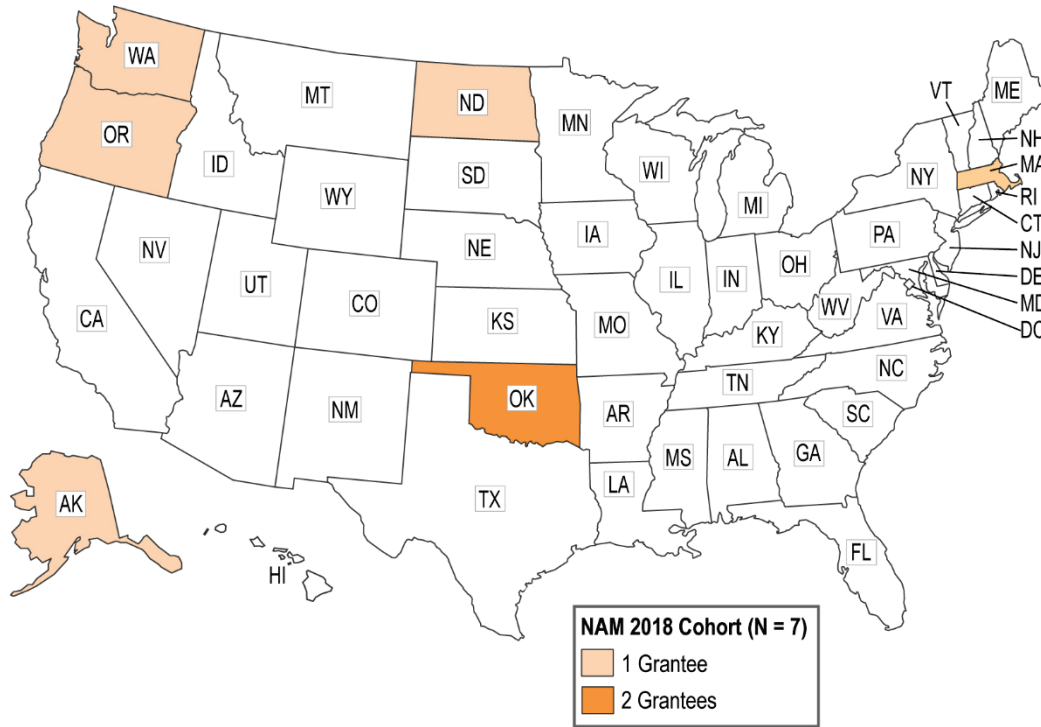 WA
MT
ND
MN
VT
ME
OR
NH
MA
ID
SD
WI
NY
RI
WY
MI
CT
NE
IA
PA
NJ
NV
OH
DE
UT
IL
IN
MD
CO
WV
CA
KS
MO
VA
DC
KY
NC
TN
AZ
NM
OK
AR
SC
MS
AL
GA
LA
AK
TX
FL
HI
NAM 2018 Cohort (N = 7)
1 Grantee
2 Grantees